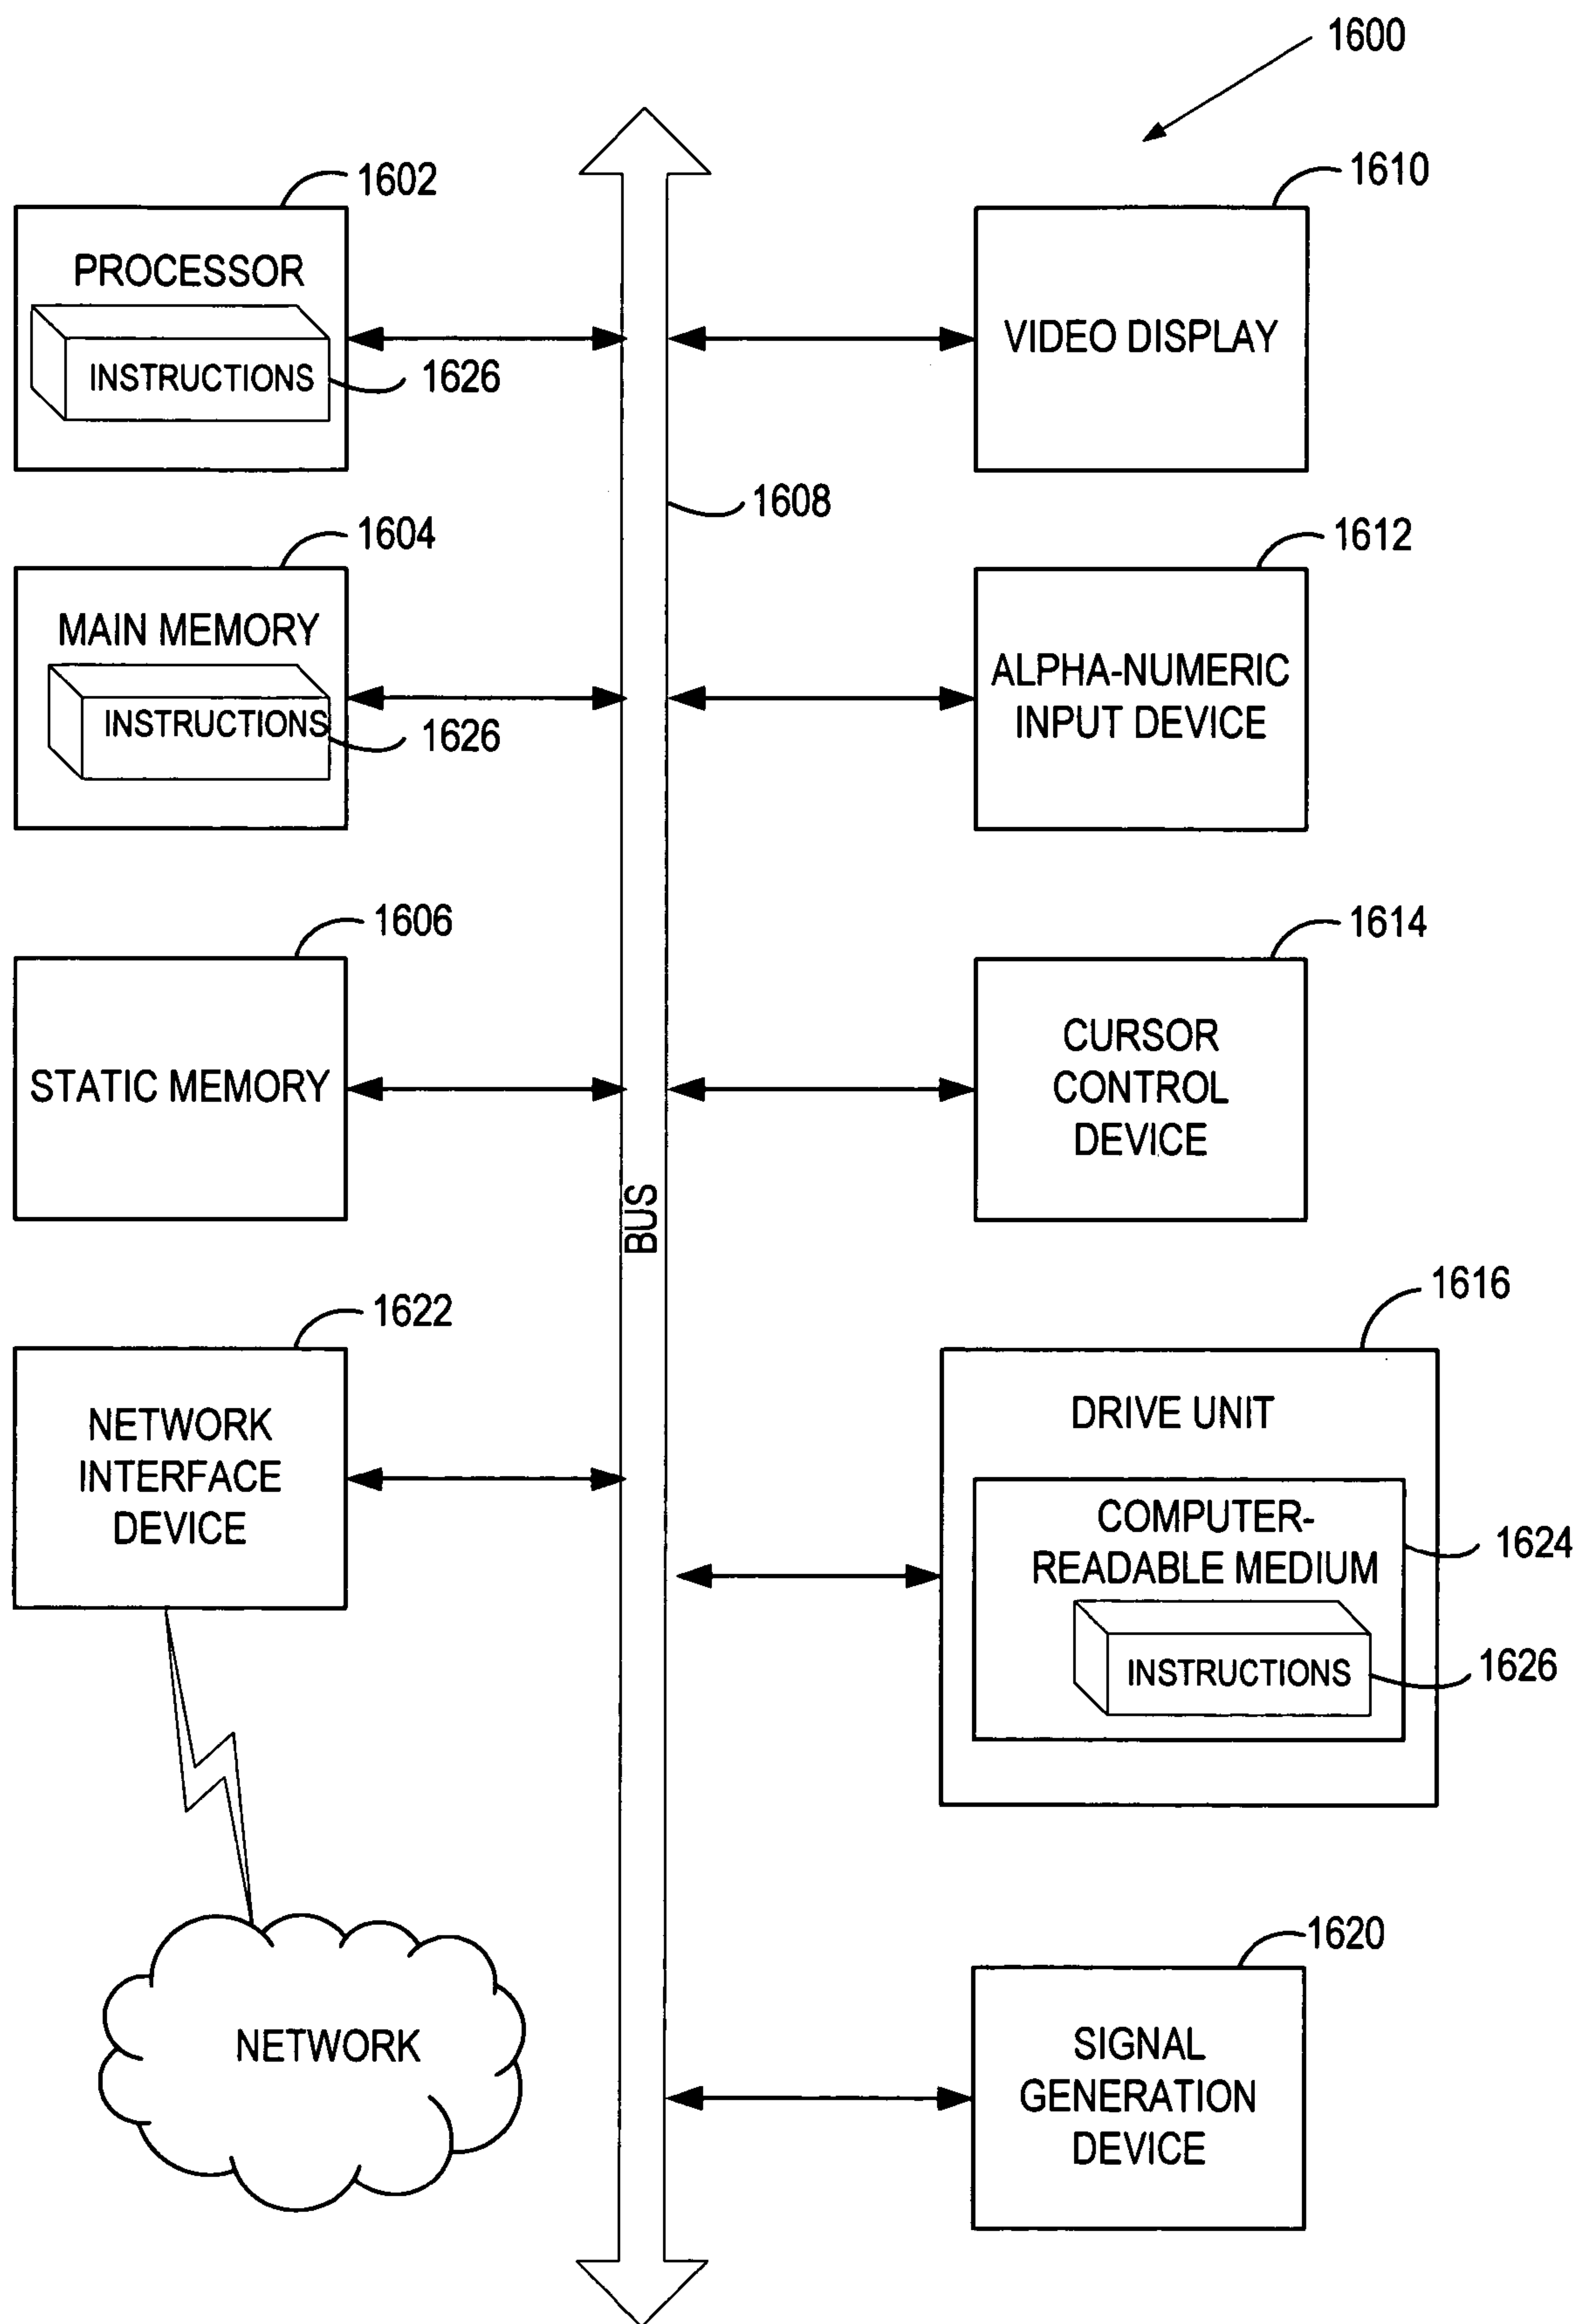 1600
1602
PROCESSOR
INSTRUCTIONS
1626
1604
MAIN MEMORY
INSTRUCTIONS
1626
1606
STATIC MEMORY
1622
NETWORK
INTERFACE
DEVICE
NETWORK
1608
BUS
1610
VIDEO DISPLAY
1612
ALPHA-NUMERIC
INPUT DEVICE
1614
CURSOR
CONTROL
DEVICE
1616
DRIVE UNIT
COMPUTER-
READABLE MEDIUM
1624
INSTRUCTIONS
1626
1620
SIGNAL
GENERATION
DEVICE